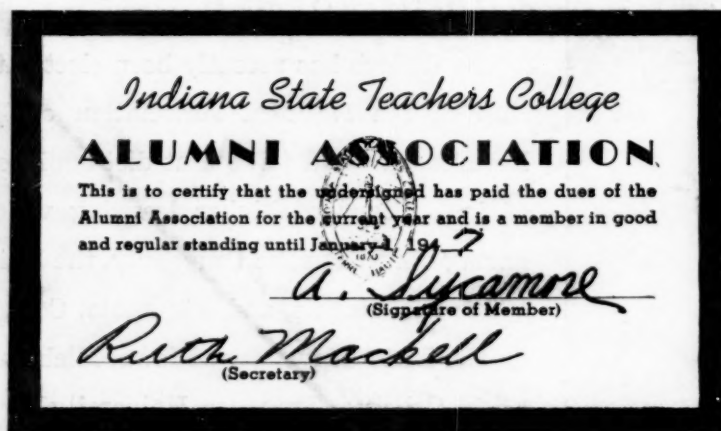 Indiana State Teachers College
ALUMNI ASSOCIATION
This is to certify that the undersigned has paid the dues of the
Alumni Association for the current year and is a member in good
and regular standing until January 1, 19
A. Sycamore
(Signature of Member)
Ruth Mackell
(Secretary)